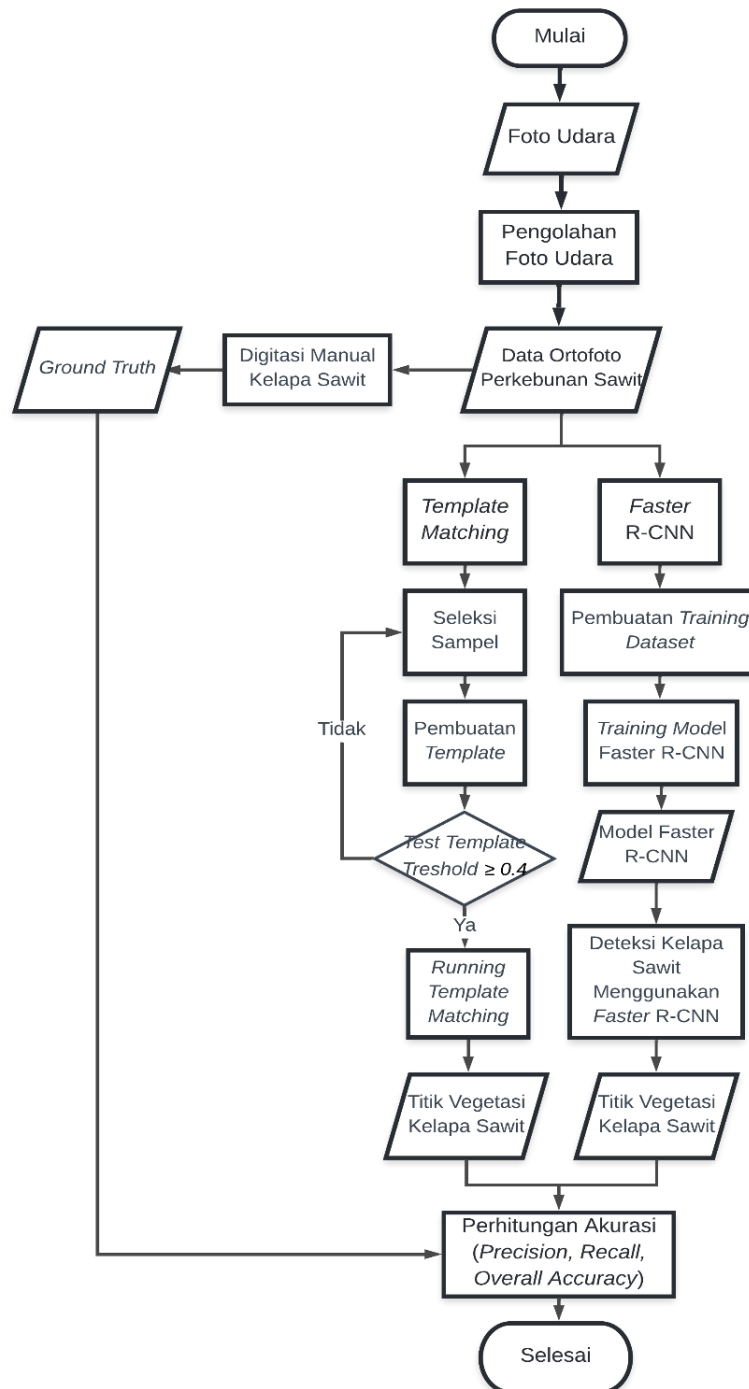 Mulai
Foto Udara
Pengolahan
Foto Udara
Data Ortofoto
Perkebunan Sawit
Digitasi Manual
Kelapa Sawit
Ground Truth
Template
Matching
Seleksi
Sampel
Pembuatan
Template
Tidak
Test Template
Treshold ≥ 0.4
Ya
Running
Template
Matching
Titik Vegetasi
Kelapa Sawit
Faster
R-CNN
Pembuatan Training
Dataset
Training Model
Faster R-CNN
Model Faster
R-CNN
Deteksi Kelapa
Sawit
Menggunakan
Faster R-CNN
Titik Vegetasi
Kelapa Sawit
Perhitungan Akurasi
(Precision, Recall,
Overall Accuracy)
Selesai